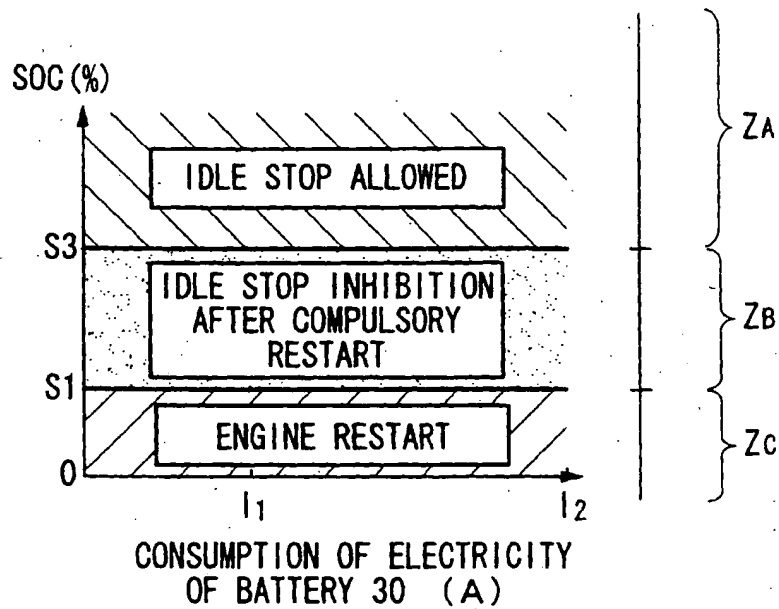 SOC (%)
ZA
IDLE STOP ALLOWED
S3
IDLE STOP INHIBITION
AFTER COMPULSORY
RESTART
ZB
S1
ENGINE RESTART
ZC
0
I1
I2
CONSUMPTION OF ELECTRICITY
OF BATTERY 30 (A)